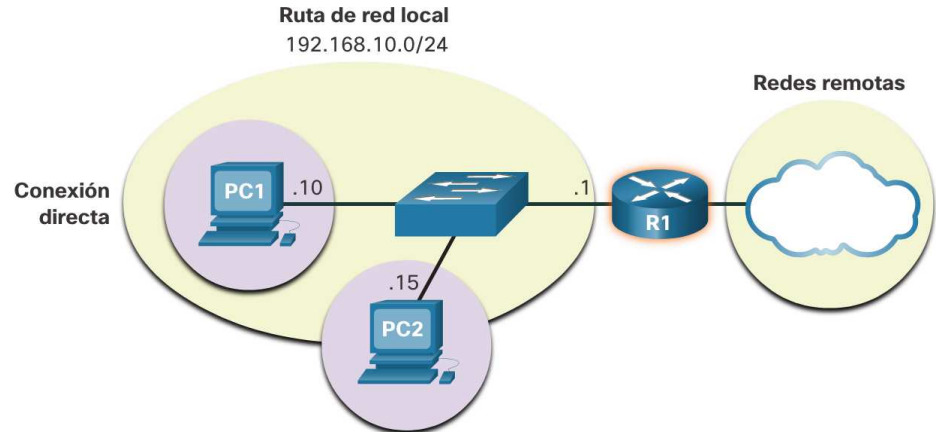 Ruta de red local
192.168.10.0/24
Redes remotas
Conexión
directa
PC1
.10
.1
R1
.15
PC2